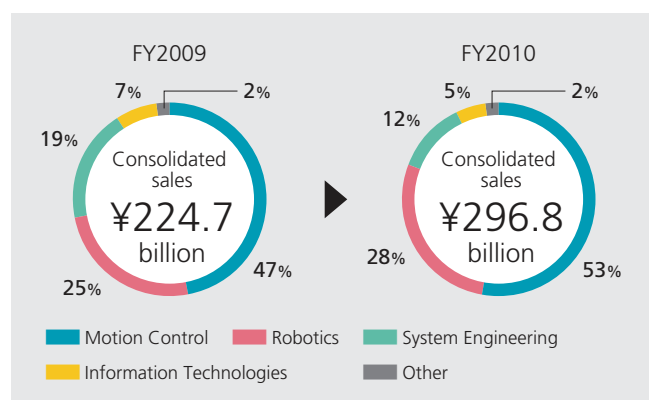 FY2009
FY2010
7%
2%
5%
2%
19%
12%
Consolidated
sales
¥224.7
billion
Consolidated
sales
¥296.8
billion
25%
47%
28%
53%
Motion Control
Robotics
System Engineering
Information Technologies
Other